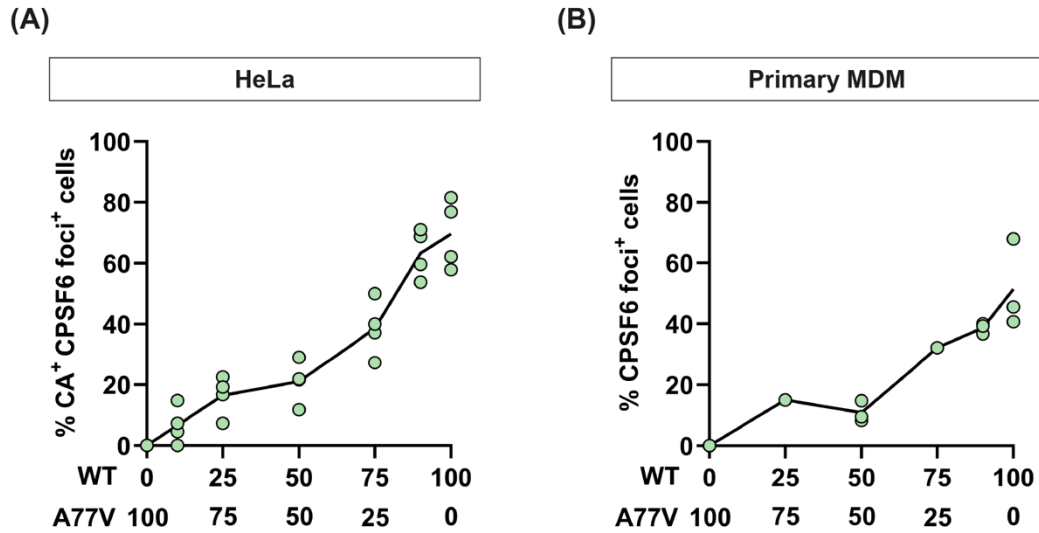 (A)
HeLa
% CA⁺ CPSF6 foci⁺ cells
100
80
60
40
20
0
WT 0 25 50 75 100
A77V 100 75 50 25 0
(B)
Primary MDM
% CPSF6 foci⁺ cells
100
80
60
40
20
0
WT 0 25 50 75 100
A77V 100 75 50 25 0